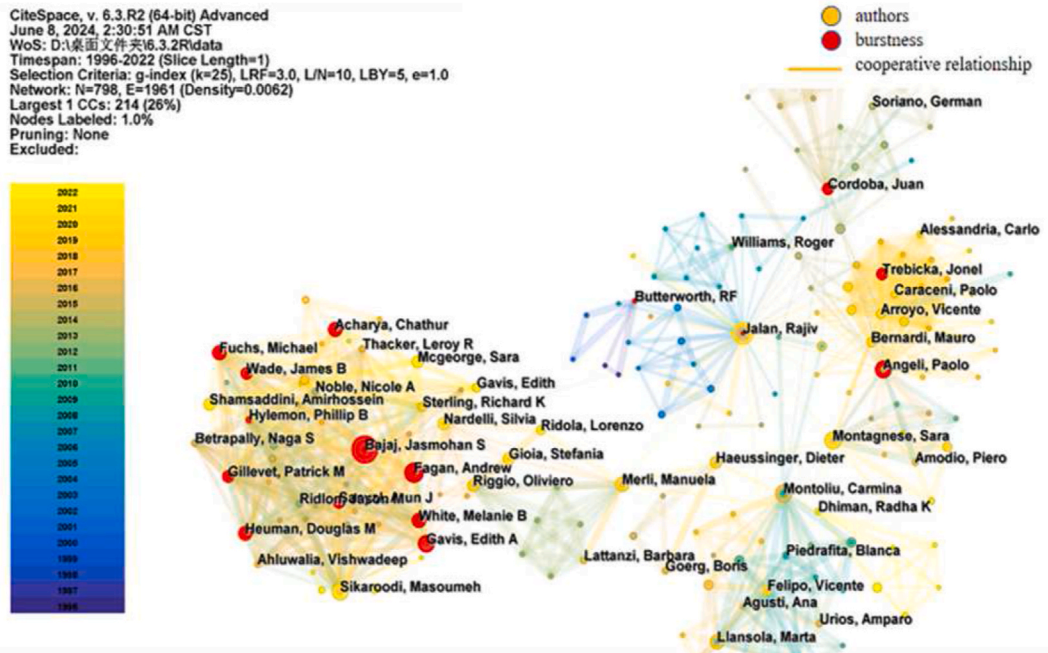 CiteSpace, v. 6.3.R2 (64-bit) Advanced
June 8, 2024, 2:30:51 AM CST
WoS: D:\桌面文件夹\6.3.2R\data
Timespan: 1996-2022 (Slice Length=1)
Selection Criteria: g-index (k=25), LRF=3.0, L/N=10, LBY=5, e=1.0
Network: N=798, E=1961 (Density=0.0062)
Largest 1 CCs: 214 (26%)
Nodes Labeled: 1.0%
Pruning: None
Excluded:
authors
burstness
cooperative relationship
2022
2021
2020
2019
2018
2017
2016
2015
2014
2013
2012
2011
2010
2009
2008
2007
2006
2005
2004
2003
2002
2001
2000
1999
1998
1997
1996
Soriano, German
Cordoba, Juan
Alessandria, Carlo
Williams, Roger
Trebicka, Jonel
Caraceni, Paolo
Butterworth, RF
Arroyo, Vicente
Jalan, Rajiv
Bernardi, Mauro
Angeli, Paolo
Acharya, Chathur
Fuchs, Michael
Thacker, Leroy R
Mcgeorge, Sara
Wade, James B
Noble, Nicole A
Gavis, Edith
Shamsaddini, Amirhossein
Sterling, Richard K
Hylemon, Phillip B
Nardelli, Silvia
Ridola, Lorenzo
Betrapally, Naga S
Bajaj, Jasmohan S
Montagnese, Sara
Gioia, Stefania
Haeussinger, Dieter
Amodio, Piero
Gillevet, Patrick M
Fagan, Andrew
Riggio, Oliviero
Merli, Manuela
Montoliu, Carmina
Dhiman, Radha K
White, Melanie B
Heuman, Douglas M
Gavis, Edith A
Ahluwalia, Vishwadeep
Lattanzi, Barbara
Goerg, Boris
Piedrafita, Blanca
Sikaroodi, Masoumeh
Felipo, Vicente
Agusti, Ana
Urios, Amparo
Llansola, Marta